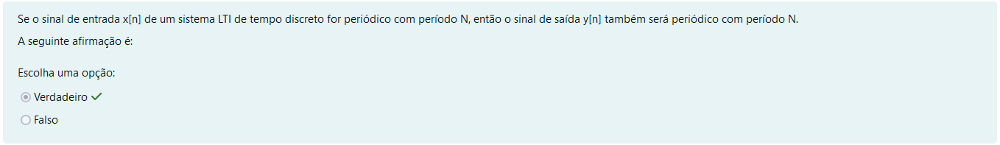 Se o sinal de entrada x[n] de um sistema LTI de tempo discreto for periódico com período N, então o sinal de saída y[n] também será periódico com período N.
A seguinte afirmação é:
Escolha uma opção:
Verdadeiro
Falso